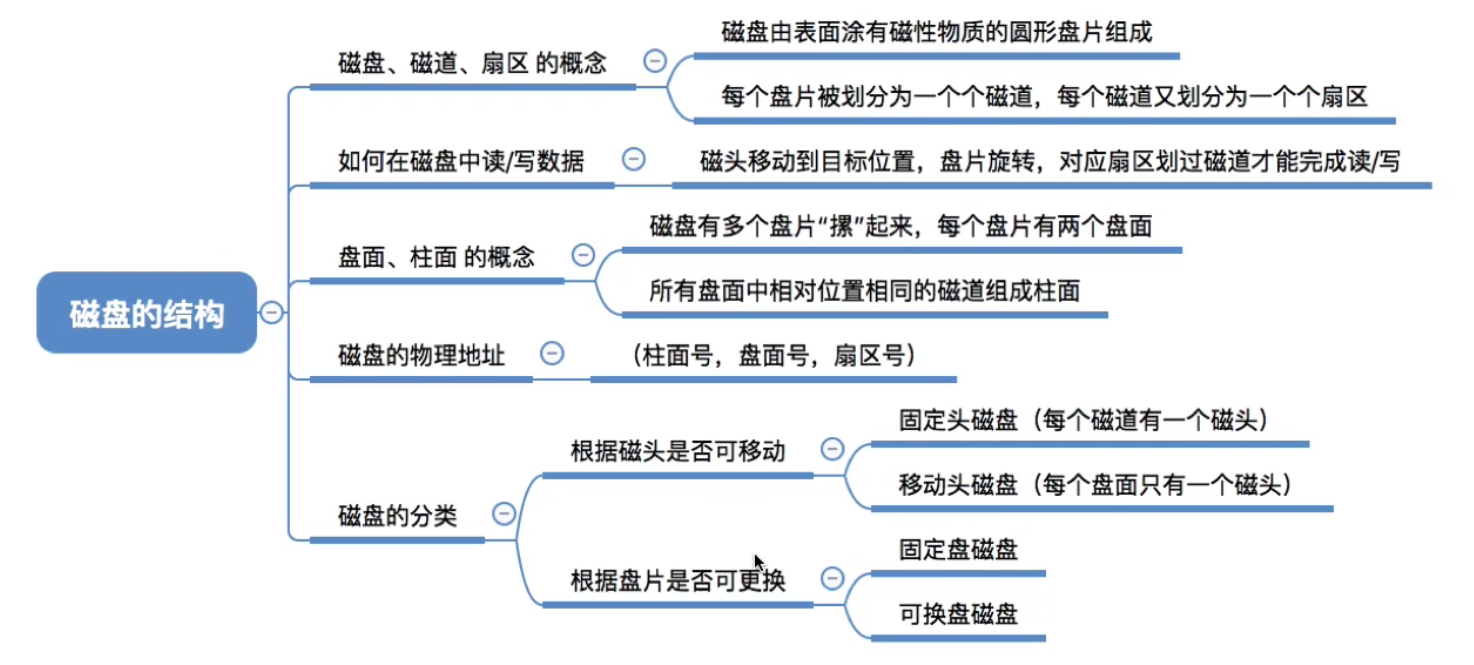 磁盘的结构
磁盘、磁道、扇区 的概念
磁盘由表面涂有磁性物质的圆形盘片组成
每个盘片被划分为一个个磁道，每个磁道又划分为一个个扇区
如何在磁盘中读/写数据
磁头移动到目标位置，盘片旋转，对应扇区划过磁道才能完成读/写
盘面、柱面 的概念
磁盘有多个盘片“摞”起来，每个盘片有两个盘面
所有盘面中相对位置相同的磁道组成柱面
磁盘的物理地址
（柱面号，盘面号，扇区号）
磁盘的分类
根据磁头是否可移动
固定头磁盘（每个磁道有一个磁头）
移动头磁盘（每个盘面只有一个磁头）
根据盘片是否可更换
固定盘磁盘
可换盘磁盘